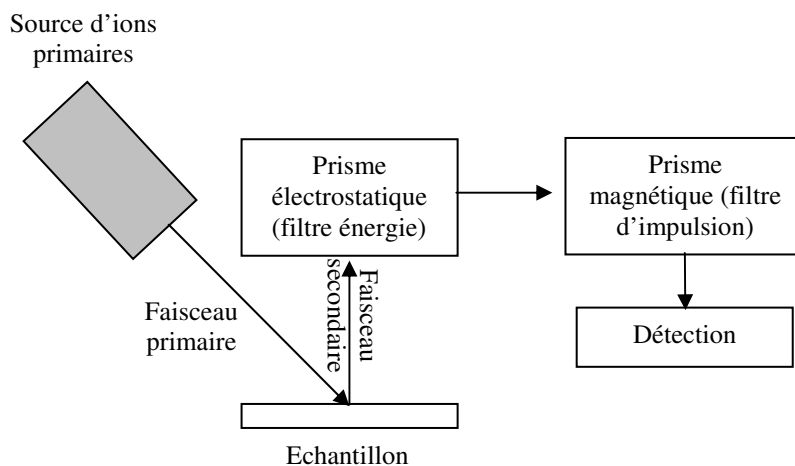 Source d'ions
primaires
Prisme
électrostatique
(filtre énergie)
Prisme
magnétique (filtre
d'impulsion)
Faisceau
secondaire
Faisceau
primaire
Détection
Echantillon